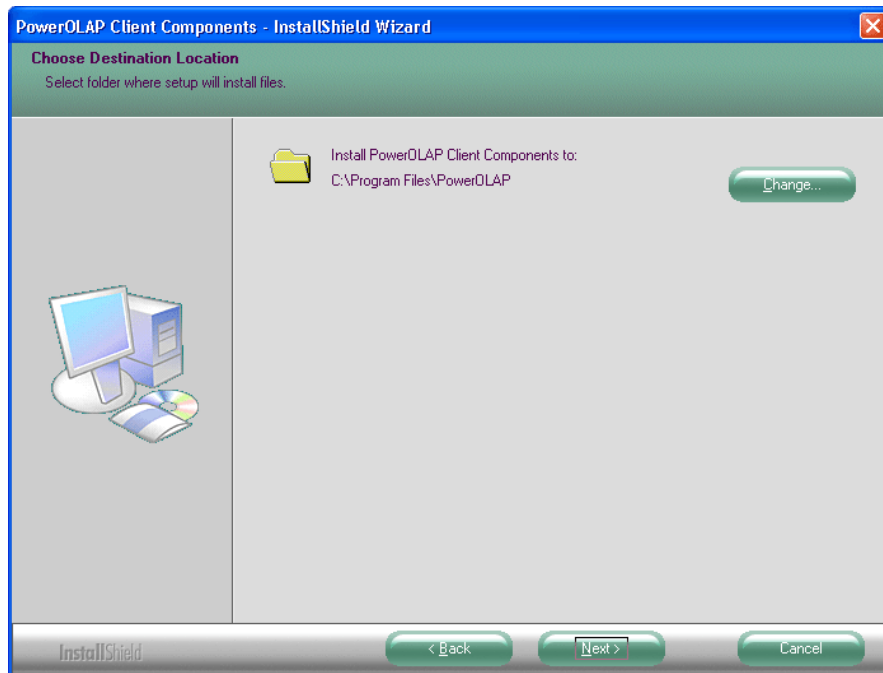 PowerOLAP Client Components - InstallShield Wizard
Choose Destination Location
Select folder where setup will install files.
Install PowerOLAP Client Components to:
C:\Program Files\PowerOLAP
Change...
InstallShield
< Back
Next >
Cancel